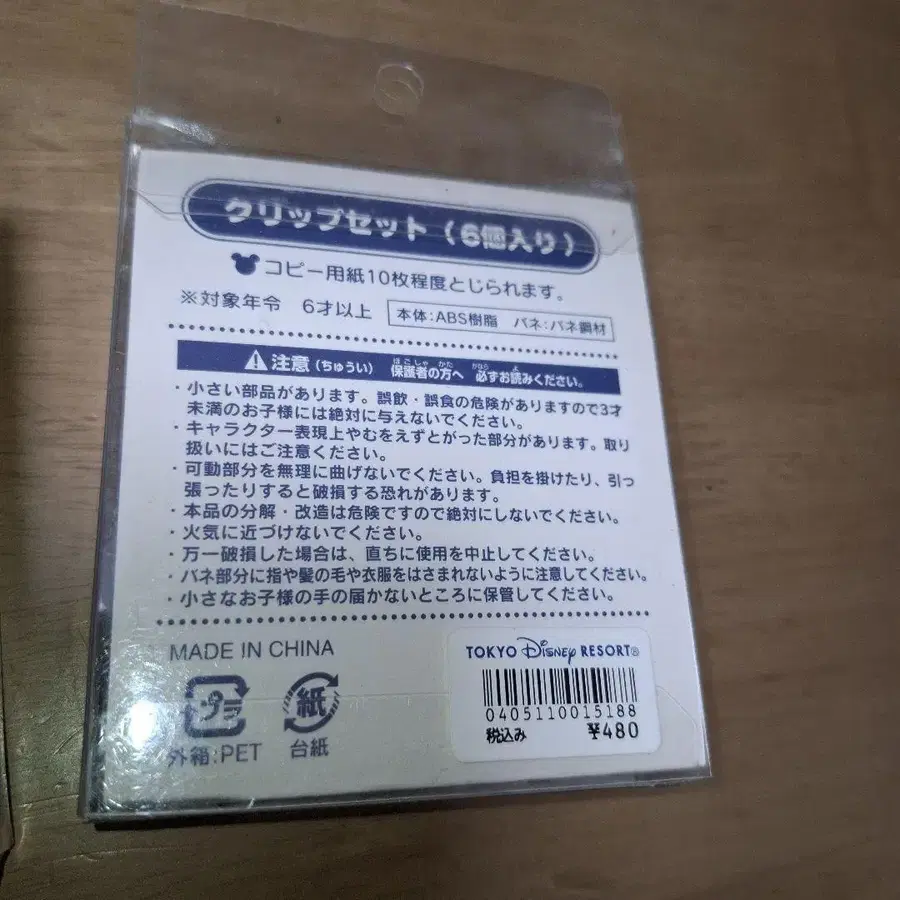 クリップセット（6個入り）
コピー用紙10枚程度とじられます。
※対象年令　6才以上　本体:ABS樹脂　バネ:バネ鋼材
注意（ちゅうい）　保護者の方へ　必ずお読みください。
・小さい部品があります。誤飲・誤食の危険がありますので3才
未満のお子様には絶対に与えないでください。
・キャラクター表現上やむをえずとがった部分があります。取り
扱いにはご注意ください。
・可動部分を無理に曲げないでください。負担を掛けたり、引っ
張ったりすると破損する恐れがあります。
・本品の分解・改造は危険ですので絶対にしないでください。
・火気に近づけないでください。
・万一破損した場合は、直ちに使用を中止してください。
・バネ部分に指や髪の毛や衣服をはさまれないように注意してください。
・小さなお子様の手の届かないところに保管してください。
MADE IN CHINA
プラ
紙
外箱:PET
台紙
TOKYO Disney RESORT®
0405110015188
税込み　¥480